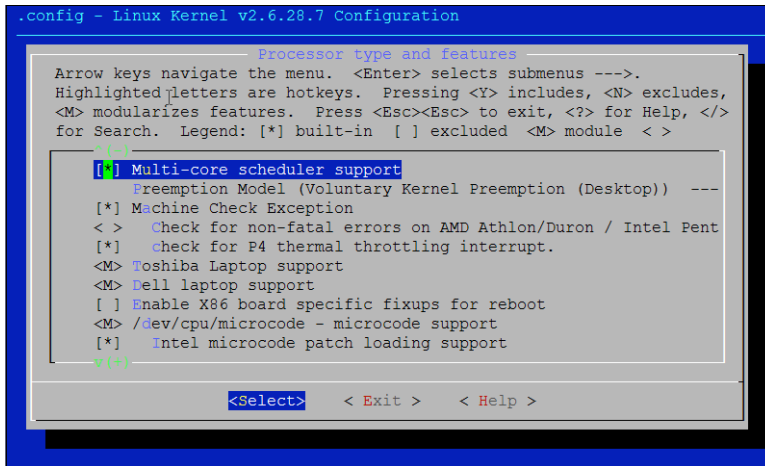 .config - Linux Kernel v2.6.28.7 Configuration
Processor type and features
Arrow keys navigate the menu.  <Enter> selects submenus --->.
Highlighted letters are hotkeys.  Pressing <Y> includes, <N> excludes,
<M> modularizes features.  Press <Esc><Esc> to exit, <?> for Help, </>
for Search.  Legend: [*] built-in  [ ] excluded  <M> module  < >
^(-)
[*] Multi-core scheduler support
Preemption Model (Voluntary Kernel Preemption (Desktop))  ---
[*] Machine Check Exception
< >   Check for non-fatal errors on AMD Athlon/Duron / Intel Pent
[*]   check for P4 thermal throttling interrupt.
<M> Toshiba Laptop support
<M> Dell laptop support
[ ] Enable X86 board specific fixups for reboot
<M> /dev/cpu/microcode - microcode support
[*]   Intel microcode patch loading support
v(+)
<Select>    < Exit >    < Help >